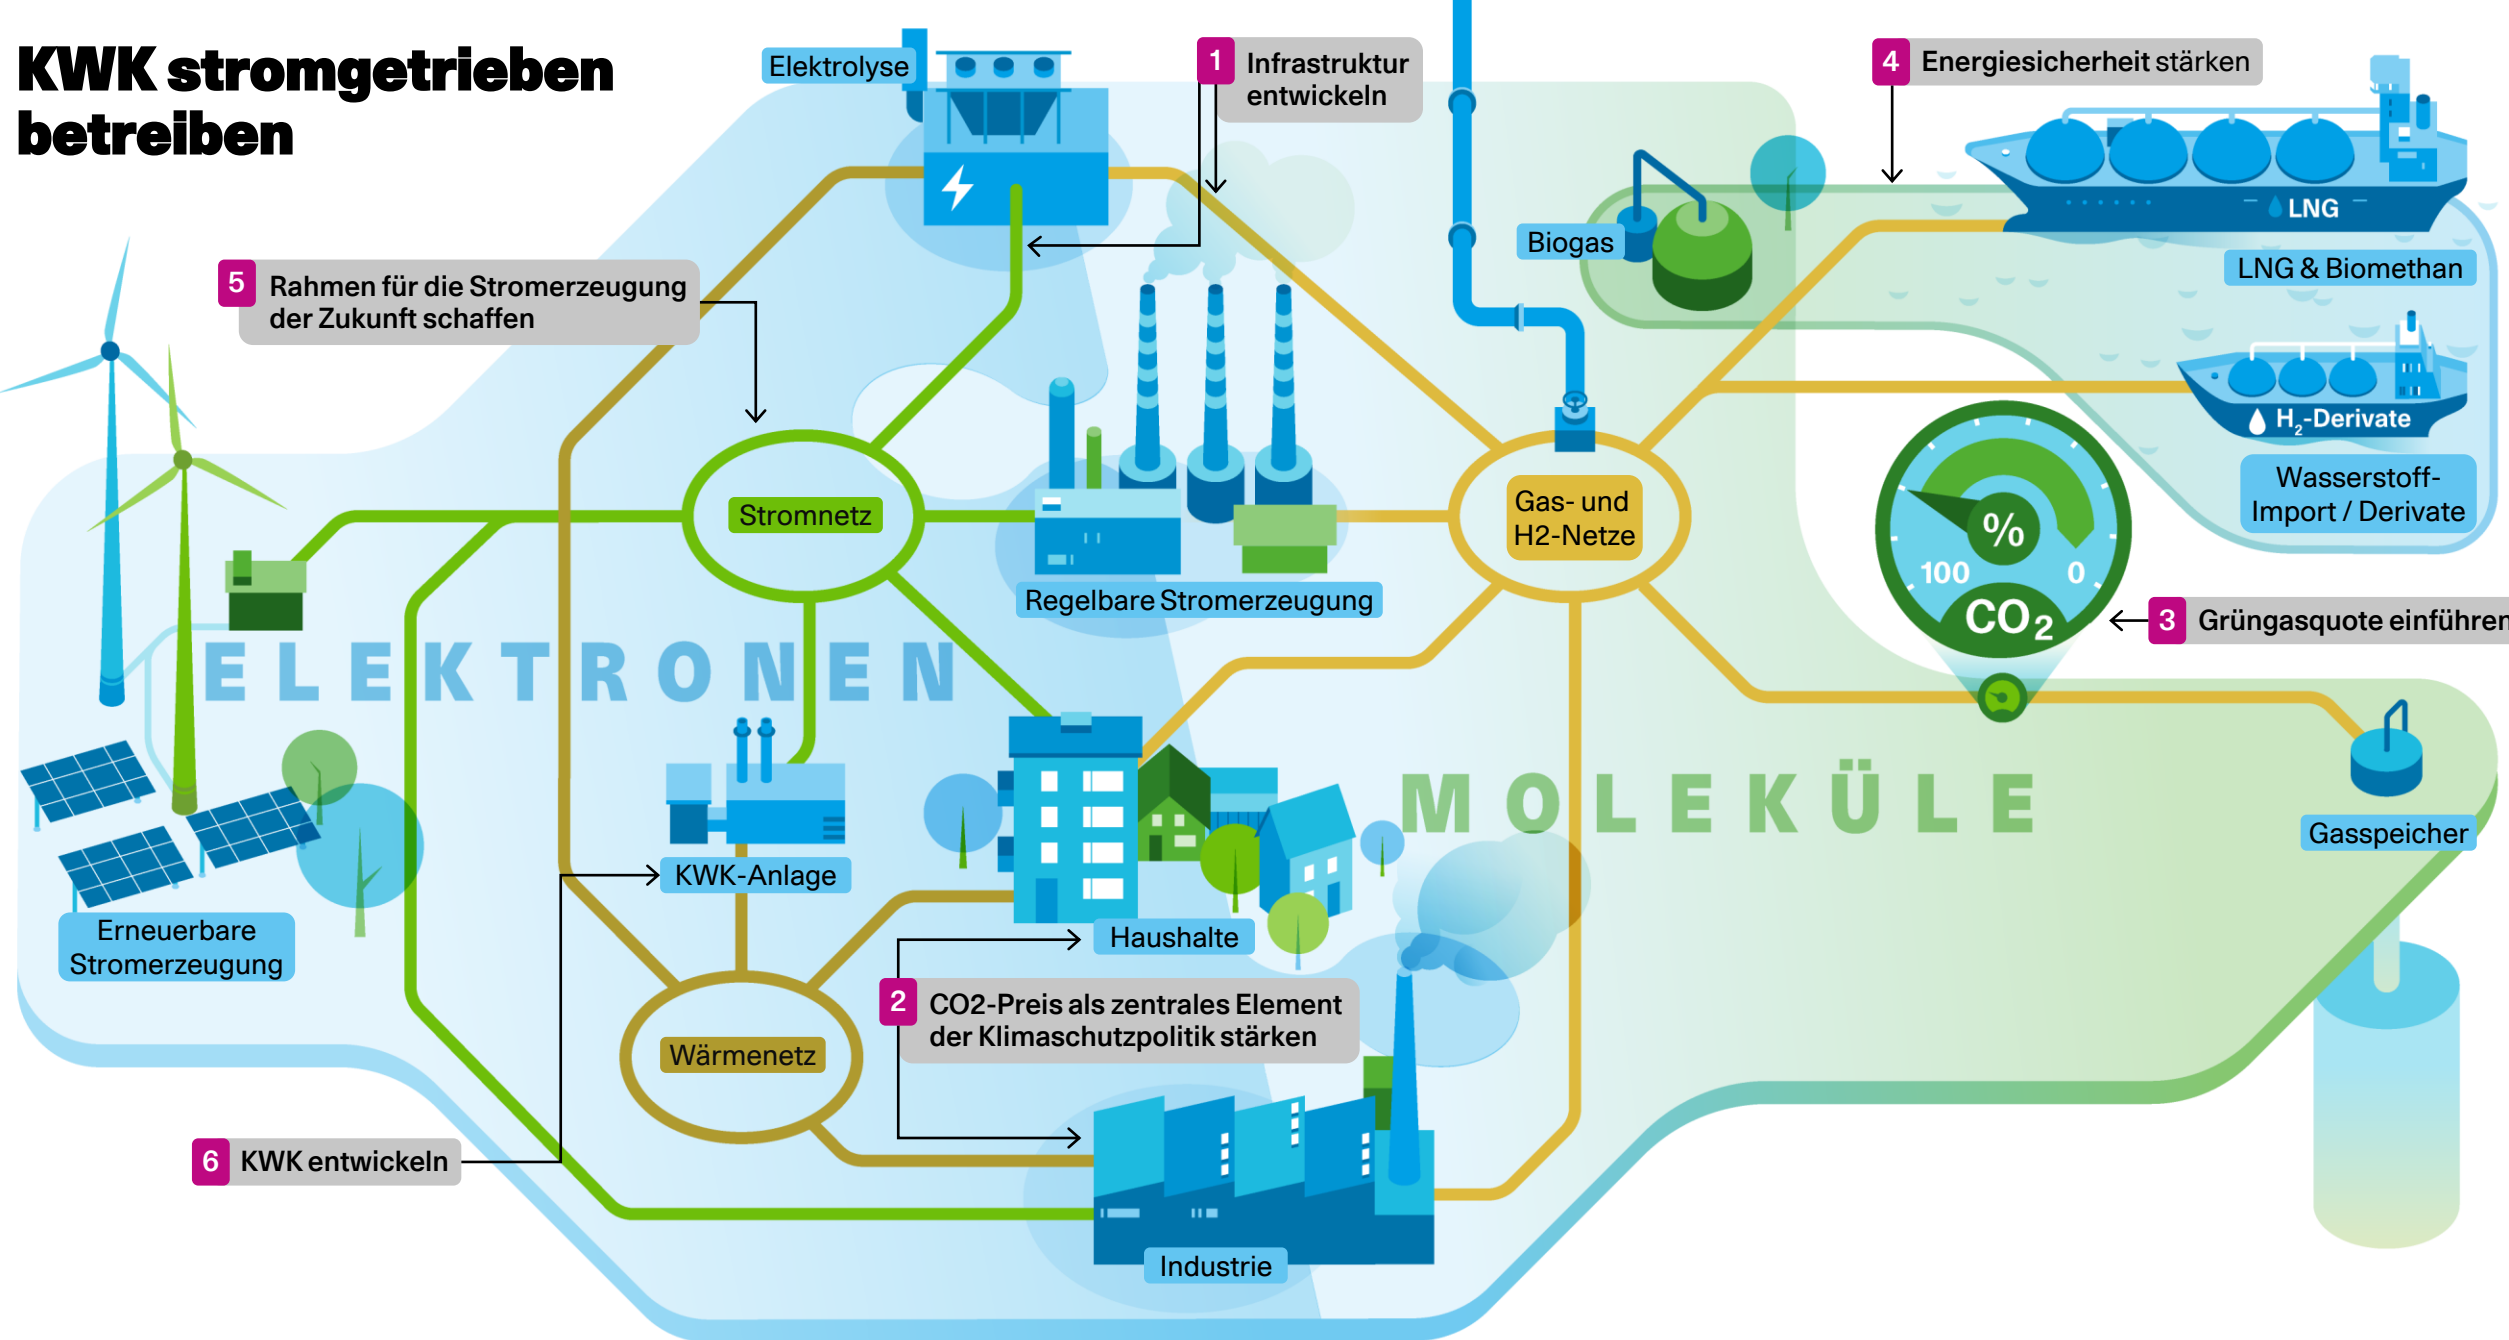 KWK stromgetrieben
betreiben
Elektrolyse
1 Infrastruktur
entwickeln
4 Energiesicherheit stärken
LNG
Biogas
LNG & Biomethan
5 Rahmen für die Stromerzeugung
der Zukunft schaffen
H2-Derivate
Wasserstoff-
Import / Derivate
Stromnetz
Gas- und
H2-Netze
%
100 0
CO2
Regelbare Stromerzeugung
3 Grüngasquote einführen
ELEKTRONEN
MOLEKÜLE
Gasspeicher
KWK-Anlage
Erneuerbare
Stromerzeugung
Haushalte
2 CO2-Preis als zentrales Element
der Klimaschutzpolitik stärken
Wärmenetz
6 KWK entwickeln
Industrie